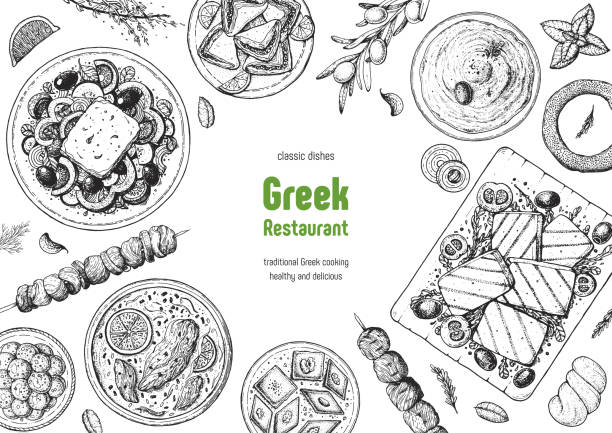 classic dishes
Greek
Restaurant
traditional Greek cooking
healthy and delicious